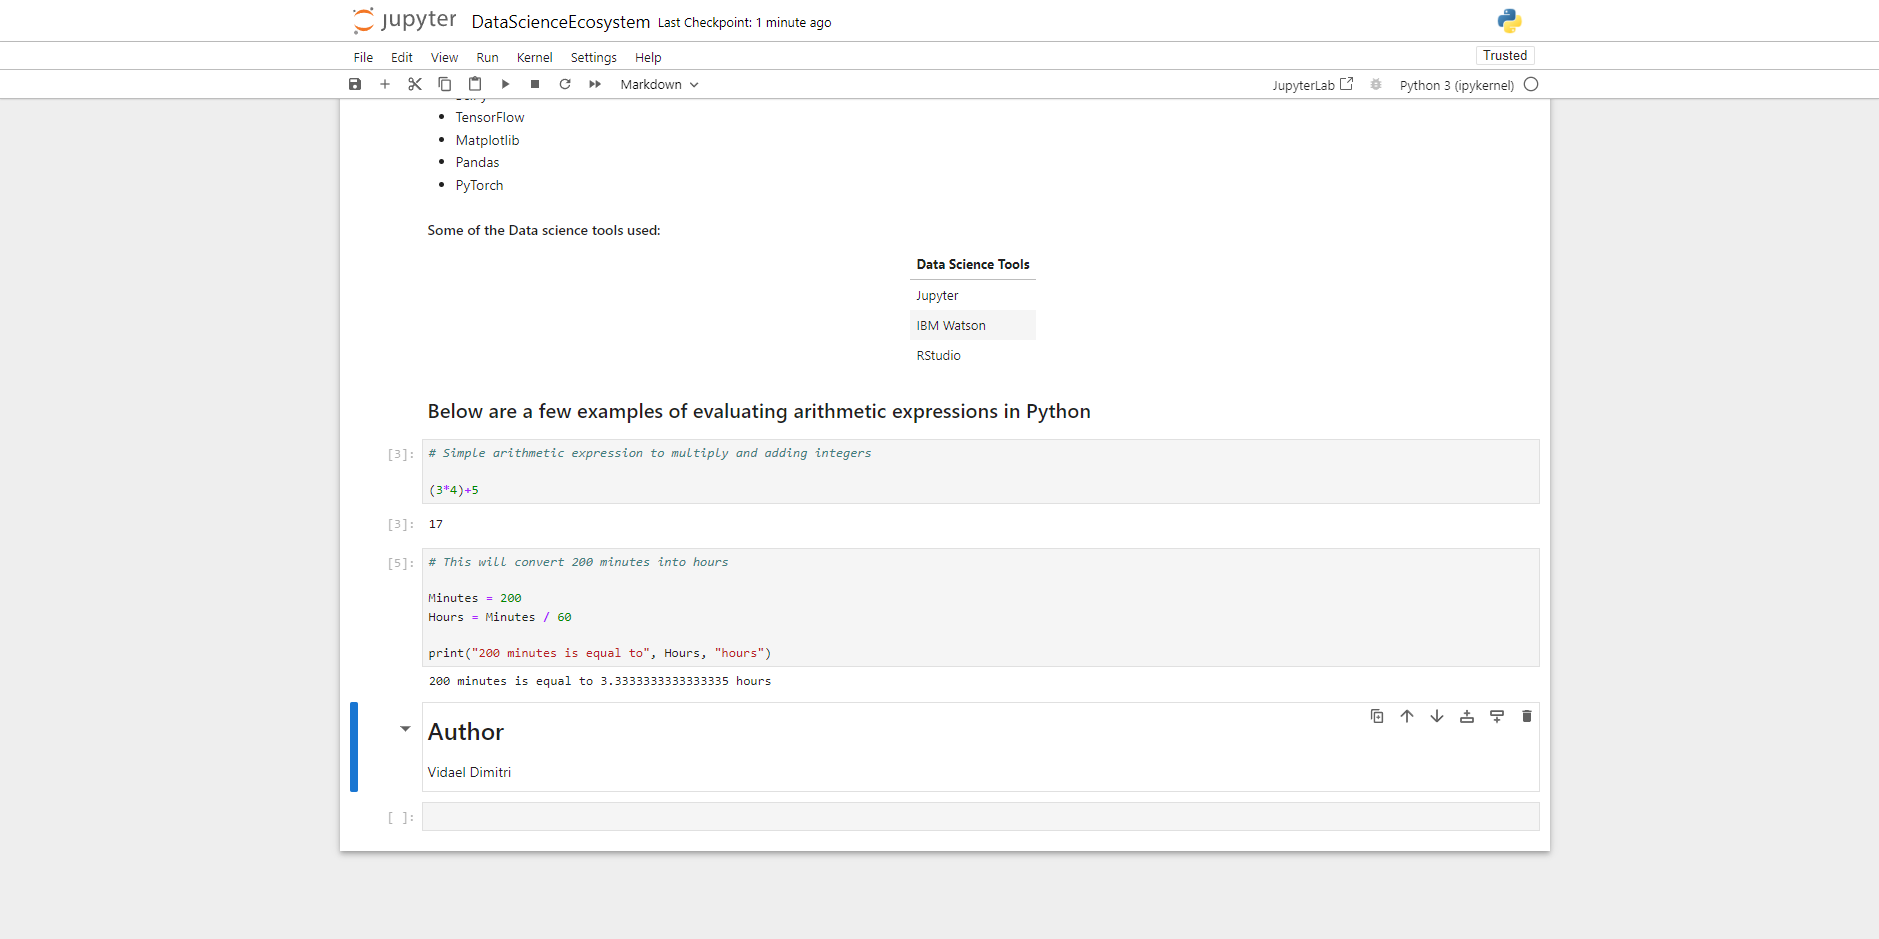 jupyter DataScienceEcosystem Last Checkpoint: 1 minute ago
File Edit View Run Kernel Settings Help Trusted
Markdown JupyterLab Python 3 (ipykernel)
TensorFlow
Matplotlib
Pandas
PyTorch
Some of the Data science tools used:
Data Science Tools
Jupyter
IBM Watson
RStudio
Below are a few examples of evaluating arithmetic expressions in Python
[3]: # Simple arithmetic expression to multiply and adding integers
(3*4)+5
[3]: 17
[5]: # This will convert 200 minutes into hours
Minutes = 200
Hours = Minutes / 60
print("200 minutes is equal to", Hours, "hours")
200 minutes is equal to 3.3333333333333335 hours
Author
Vidael Dimitri
[ ]: